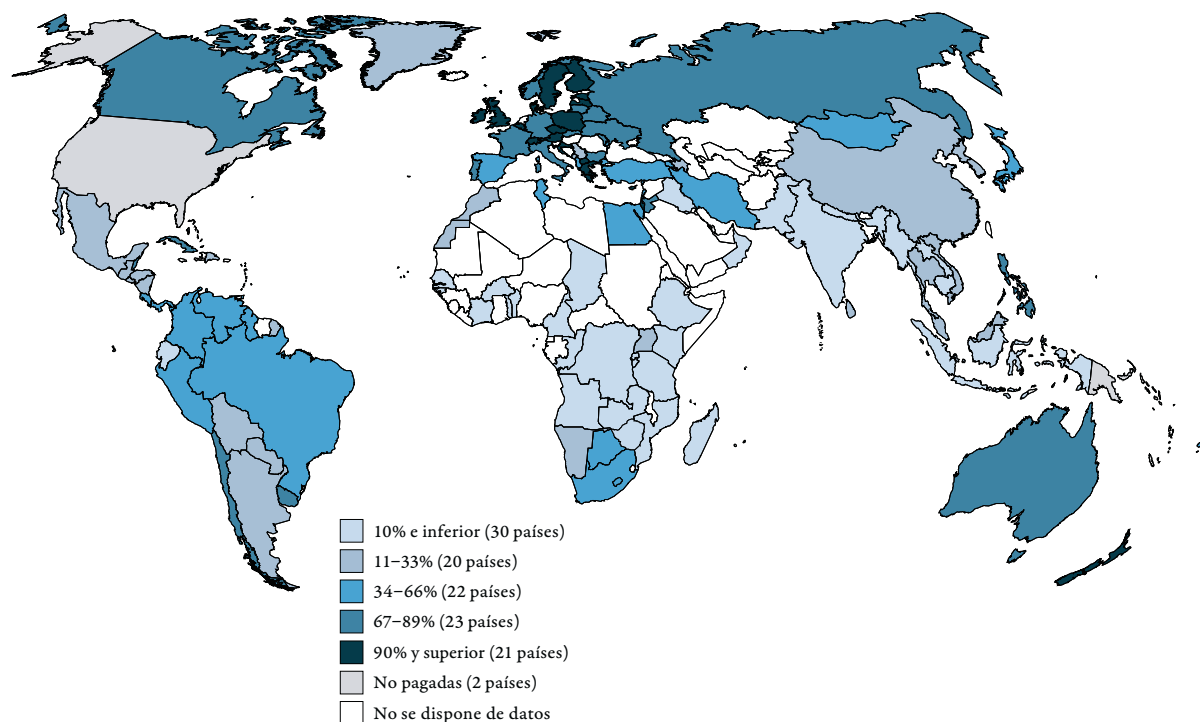 10% e inferior (30 países)
11–33% (20 países)
34–66% (22 países)
67–89% (23 países)
90% y superior (21 países)
No pagadas (2 países)
No se dispone de datos